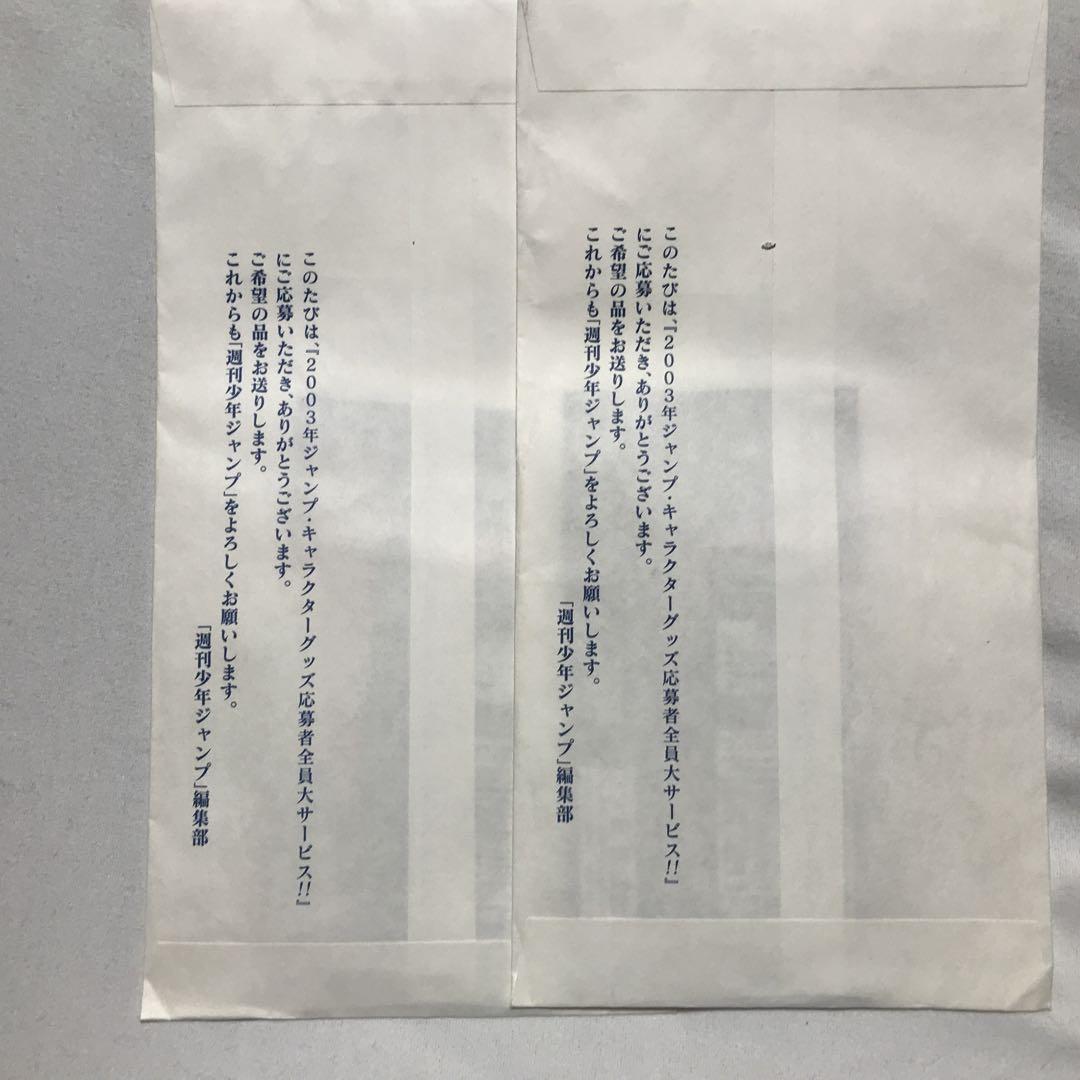 このたびは、『2003年ジャンプ・キャラクターグッズ応募者全員大サービス!!』
にご応募いただき、ありがとうございます。
ご希望の品をお送りします。
これからも「週刊少年ジャンプ」をよろしくお願いします。
「週刊少年ジャンプ」編集部
このたびは、『2003年ジャンプ・キャラクターグッズ応募者全員大サービス!!』
にご応募いただき、ありがとうございます。
ご希望の品をお送りします。
これからも「週刊少年ジャンプ」をよろしくお願いします。
「週刊少年ジャンプ」編集部